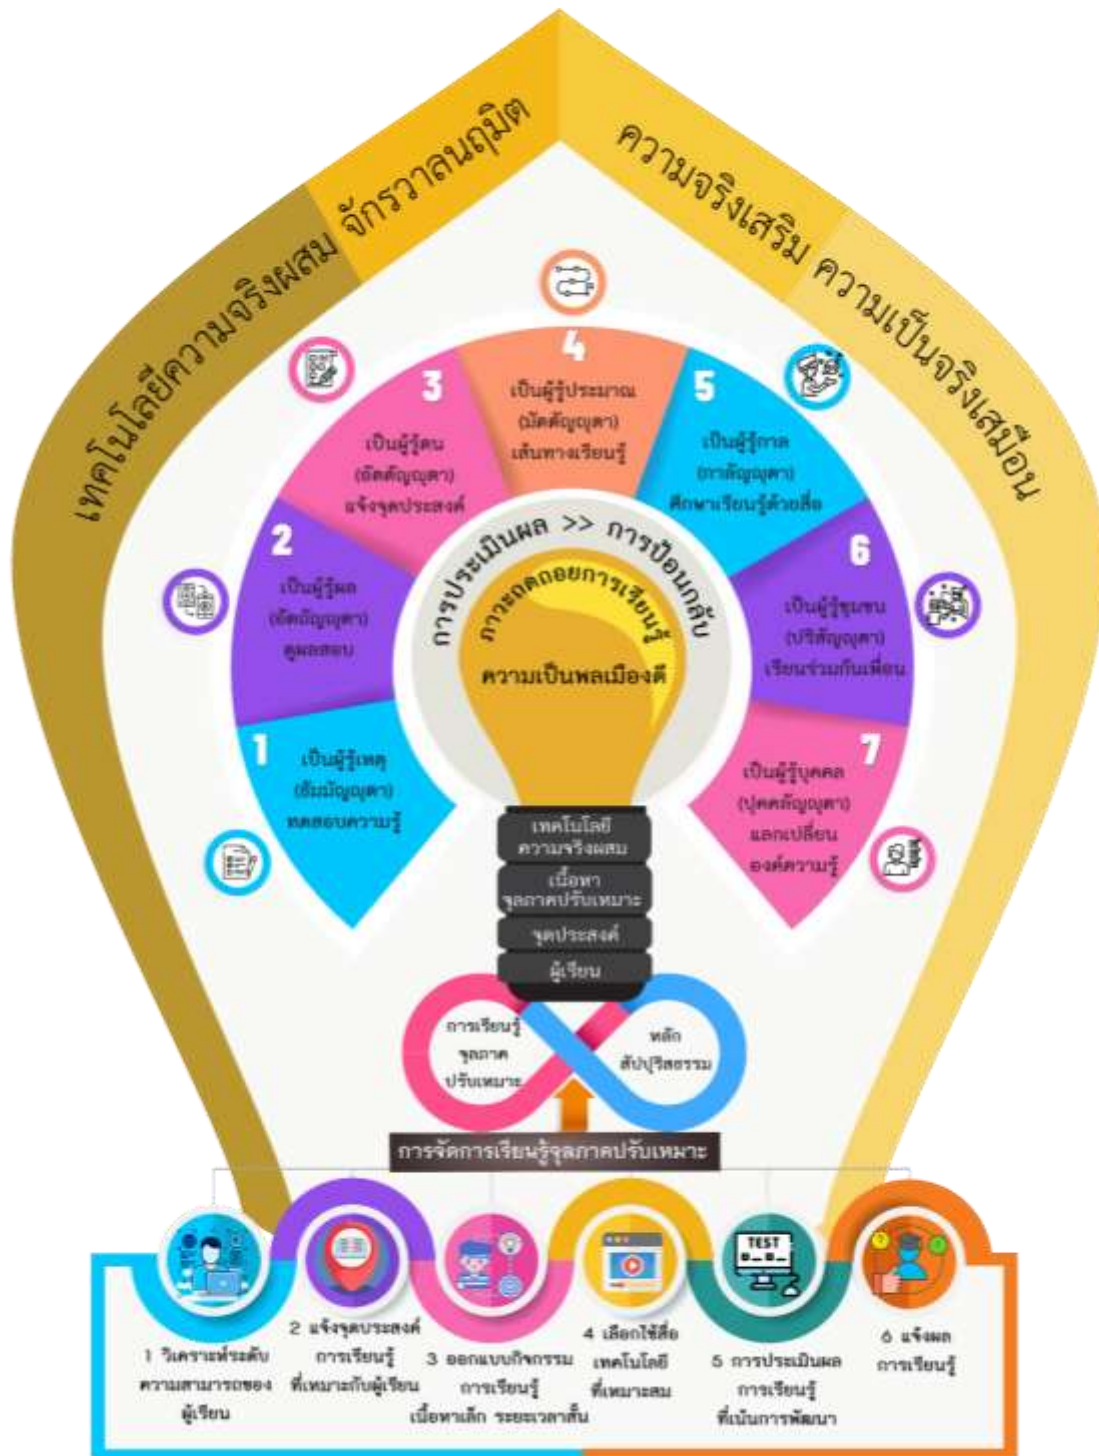 เทคโนโลยีความจริงผสม จักรวาลนฤมิต
ความจริงเสริม ความเป็นจริงเสมือน
4
เป็นผู้รู้ประมาณ
(มัตตัญญุตา)
เส้นทางเรียนรู้
3
เป็นผู้รู้ตน
(อัตตัญญุตา)
แจ้งจุดประสงค์
5
เป็นผู้รู้กาล
(กาลัญญุตา)
ศึกษาเรียนรู้ด้วยสื่อ
2
เป็นผู้รู้ผล
(อัตถัญญุตา)
ดูผลสอบ
6
เป็นผู้รู้ชุมชน
(ปริสัญญุตา)
เรียนร่วมกันเพื่อน
1
เป็นผู้รู้เหตุ
(ธัมมัญญุตา)
ทดสอบความรู้
7
เป็นผู้รู้บุคคล
(ปุคคลัญญุตา)
แลกเปลี่ยน
องค์ความรู้
การประเมินผล >> การป้อนกลับ
ภาวะถดถอยการเรียนรู้
ความเป็นพลเมืองดี
เทคโนโลยี
ความจริงผสม
เนื้อหา
จุลภาคปรับเหมาะ
จุดประสงค์
ผู้เรียน
การเรียนรู้
จุลภาค
ปรับเหมาะ
หลัก
สัปปุริสธรรม
การจัดการเรียนรู้จุลภาคปรับเหมาะ
TEST
1 วิเคราะห์ระดับ
ความสามารถของ
ผู้เรียน
2 แจ้งจุดประสงค์
การเรียนรู้
ที่เหมาะกับผู้เรียน
3 ออกแบบกิจกรรม
การเรียนรู้
เนื้อหาเล็ก ระยะเวลาสั้น
4 เลือกใช้สื่อ
เทคโนโลยี
ที่เหมาะสม
5 การประเมินผล
การเรียนรู้
ที่เน้นการพัฒนา
6 แจ้งผล
การเรียนรู้